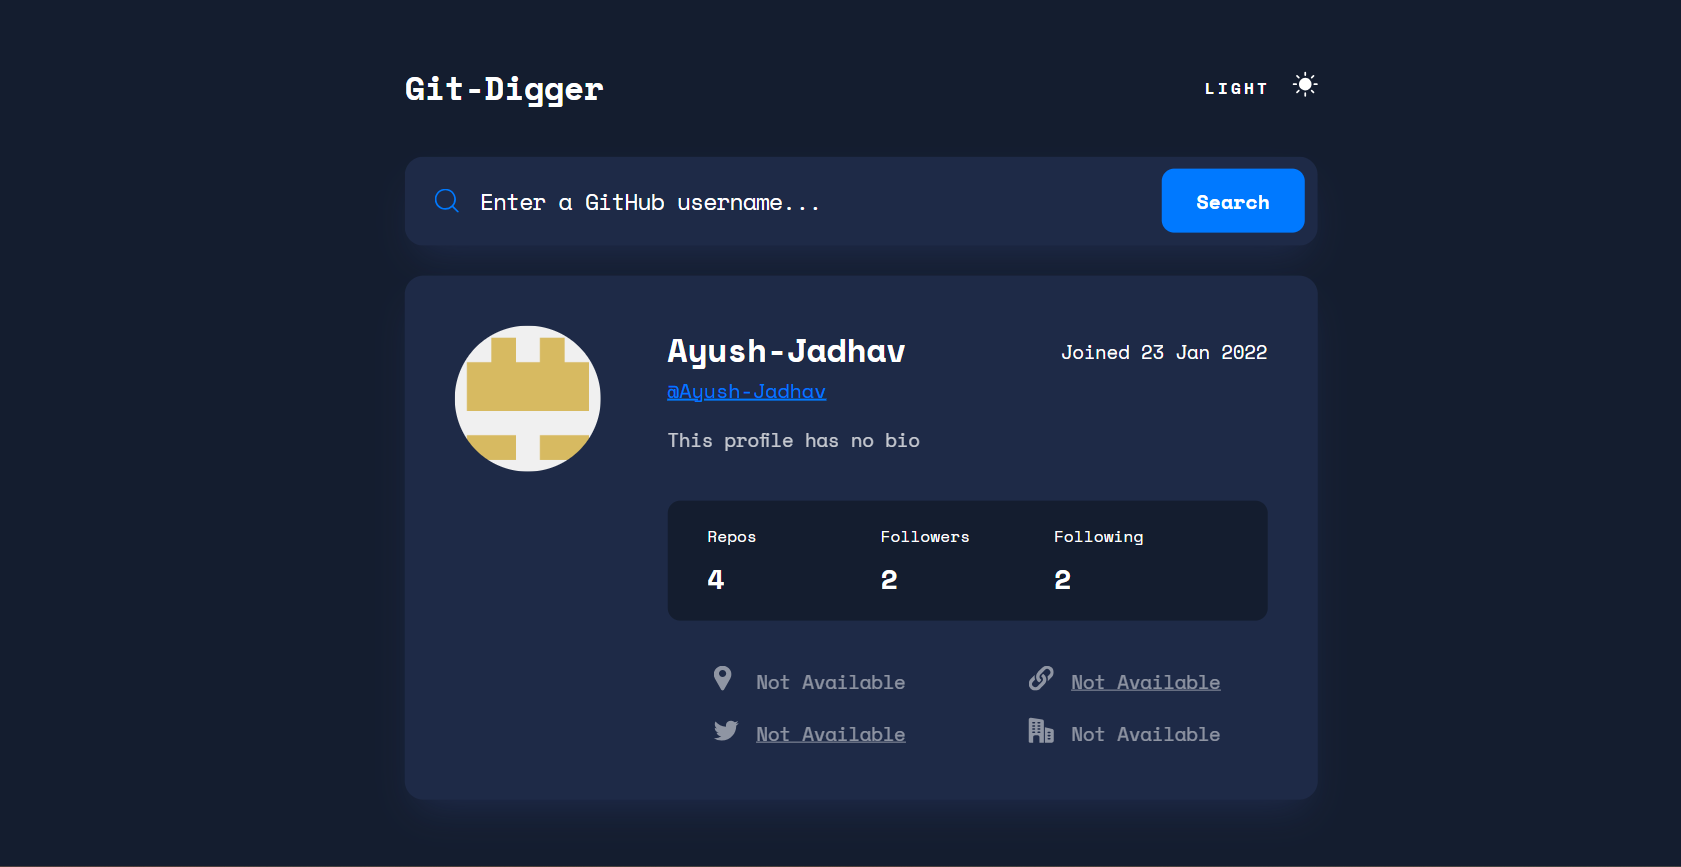 Git-Digger
LIGHT
Enter a GitHub username...
Search
Ayush-Jadhav
Joined 23 Jan 2022
@Ayush-Jadhav
This profile has no bio
Repos Followers Following
4 2 2
Not Available Not Available
Not Available Not Available